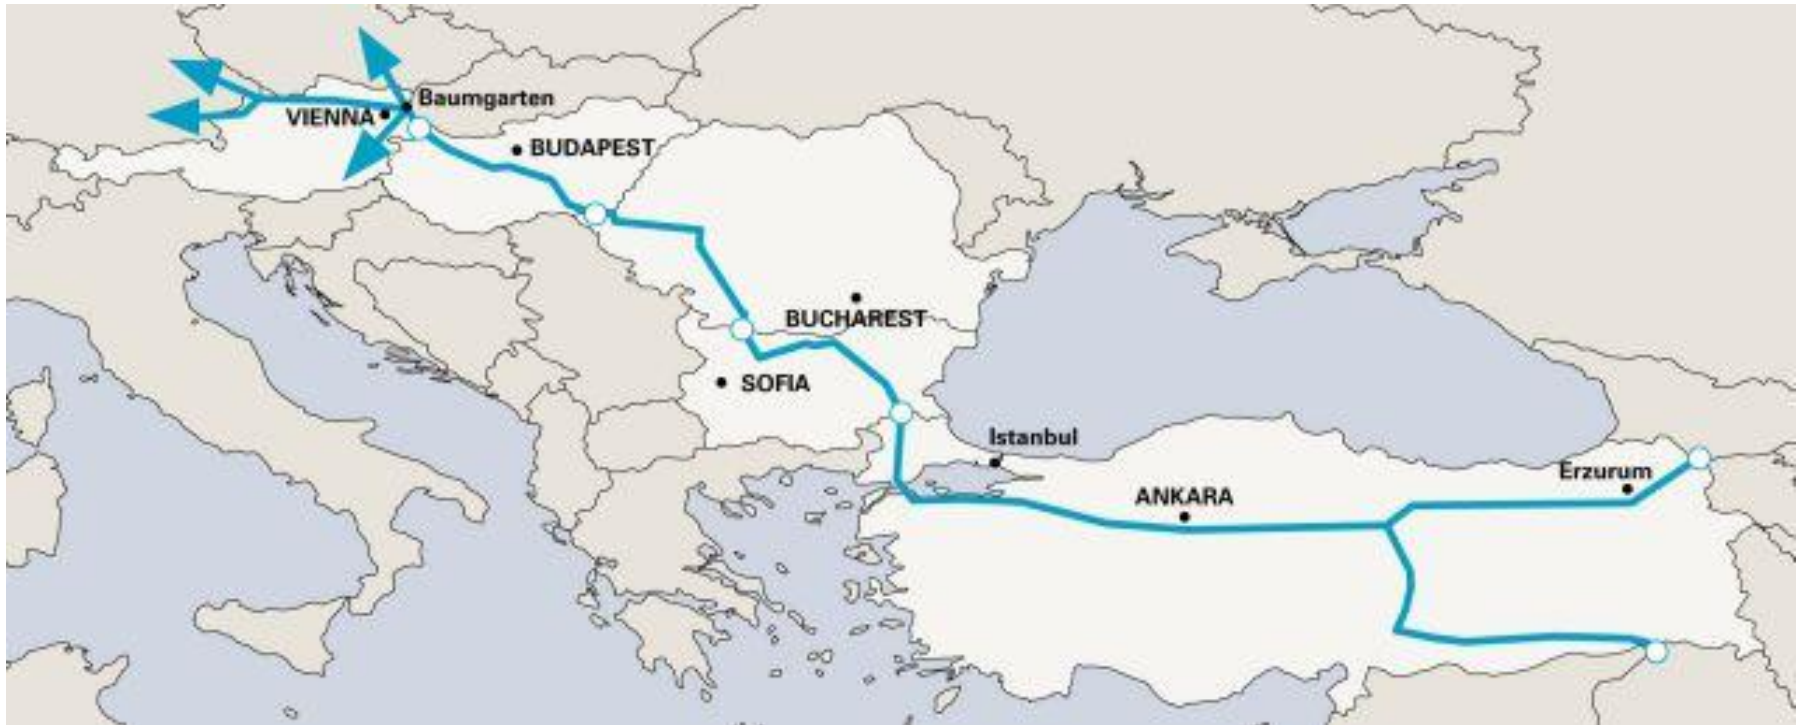 Baumgarten
VIENNA
BUDAPEST
BUCHAREST
SOFIA
Istanbul
Erzurum
ANKARA